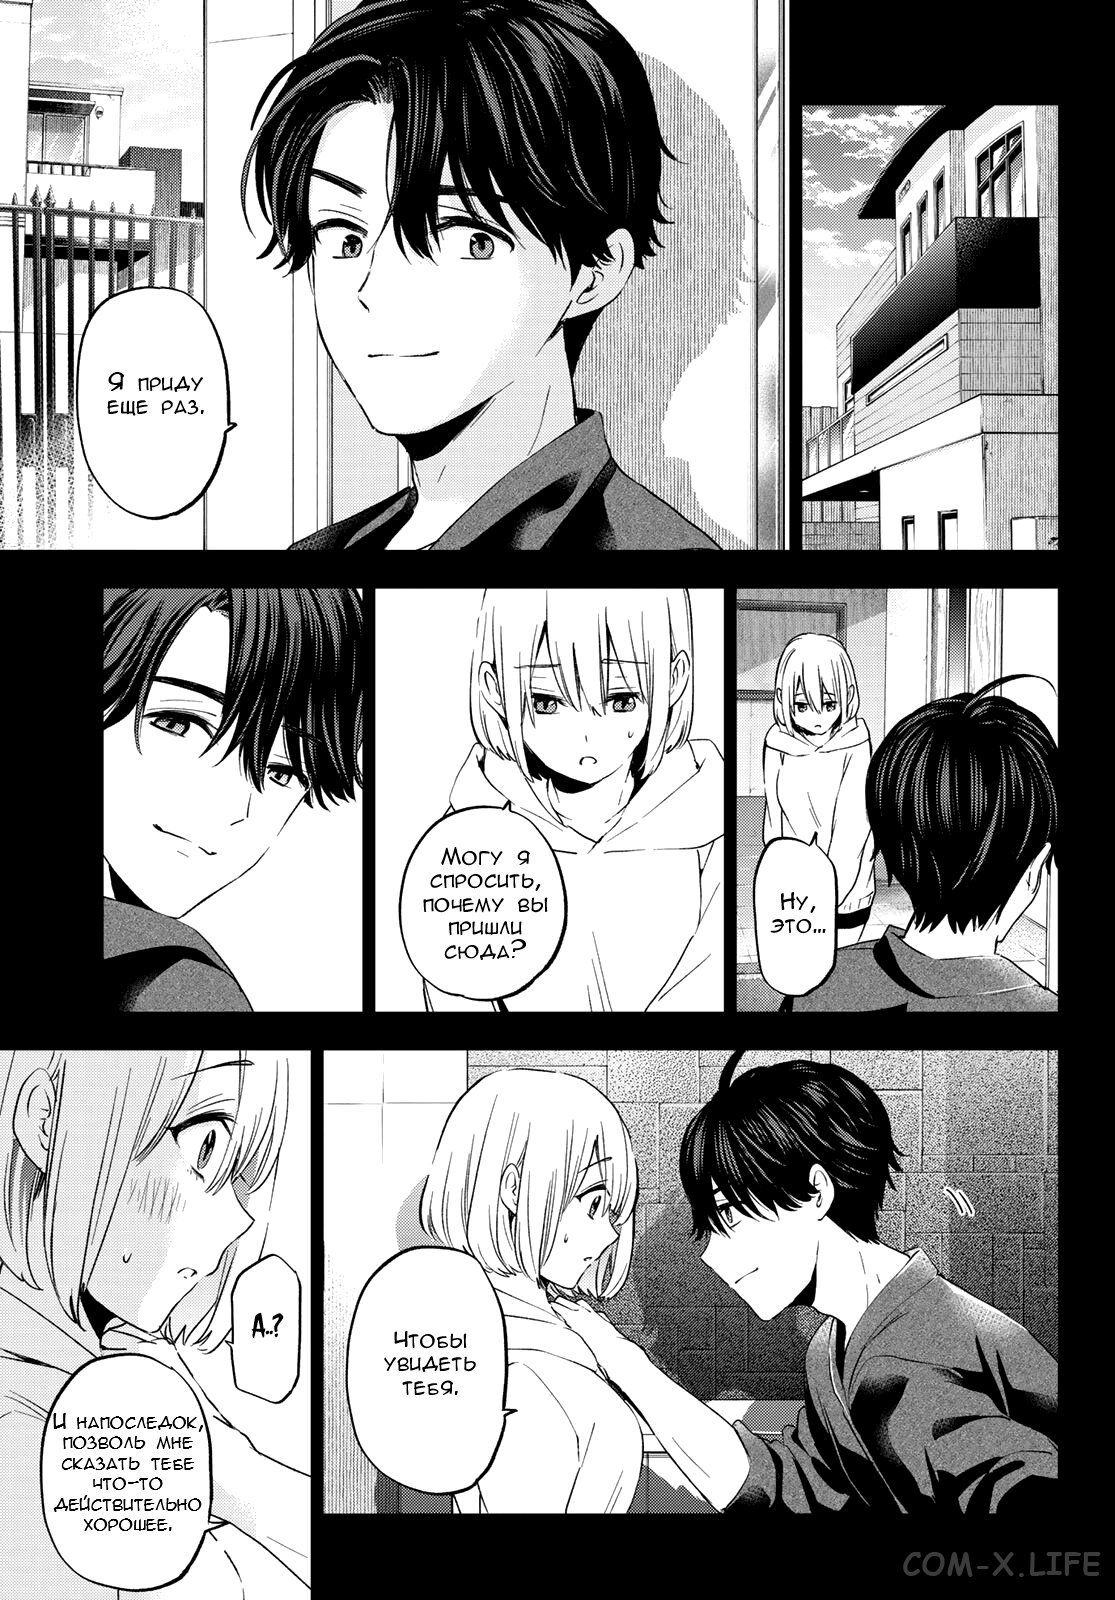 Я ПРИДУ
ЕЩЕ РАЗ.
НУ,
ЭТО...
МОГУ Я
СПРОСИТЬ,
ПОЧЕМУ ВЫ
ПРИШЛИ
СЮДА?
ЧТОБЫ
УВИДЕТЬ
ТЕБЯ.
А..?
И НАПОСЛЕДОК,
ПОЗВОЛЬ МНЕ
СКАЗАТЬ ТЕБЕ
ЧТО-ТО
ДЕЙСТВИТЕЛЬНО
ХОРОШЕЕ.
COM-X.LIFE